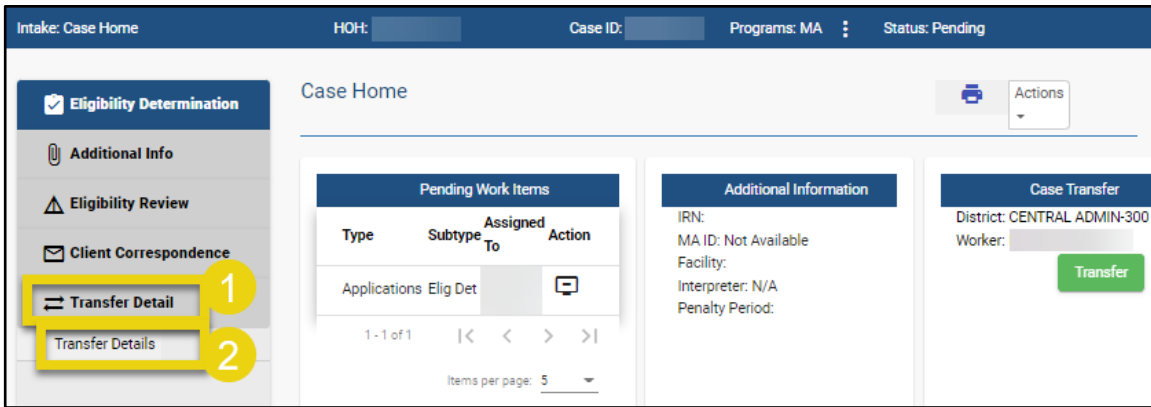 Intake: Case Home HOH: Case ID: Programs: MA Status: Pending
Eligibility Determination
Additional Info
Eligibility Review
Client Correspondence
Transfer Detail
1
Transfer Details
2
Case Home
Actions
Pending Work Items
Type Subtype Assigned To Action
Applications Elig Det
1 - 1 of 1
Items per page: 5
Additional Information
IRN:
MA ID: Not Available
Facility:
Interpreter: N/A
Penalty Period:
Case Transfer
District: CENTRAL ADMIN-300
Worker:
Transfer